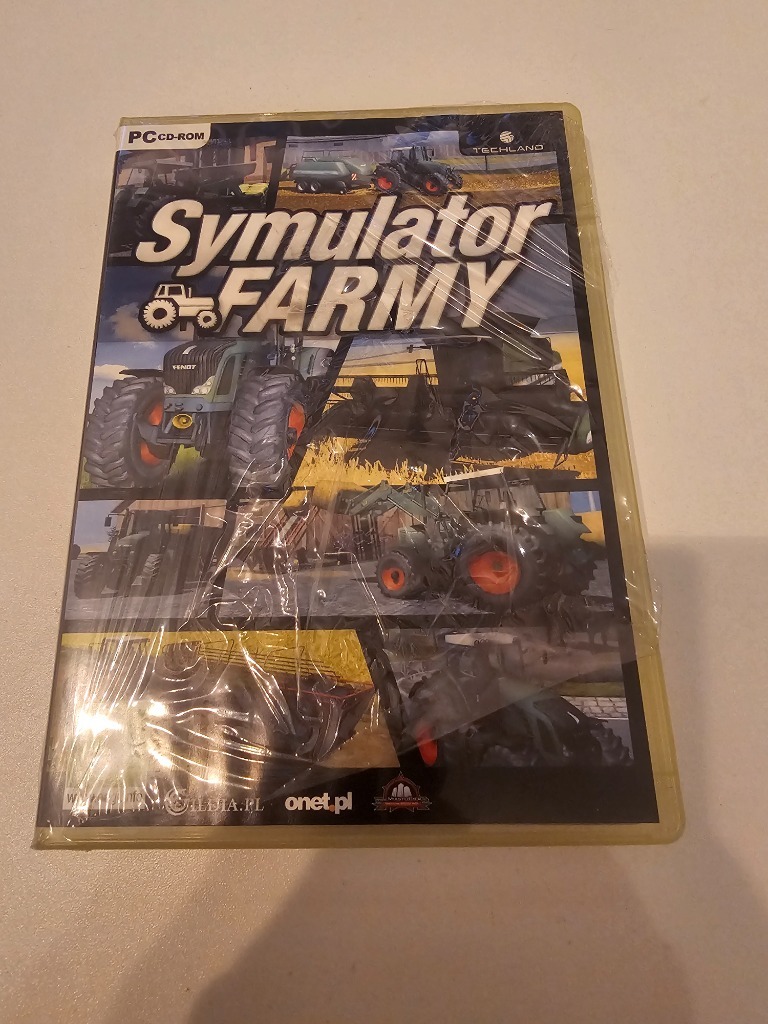 PC CD-ROM
TECHLAND
Symulator
FARMY
FENDT
onet.pl